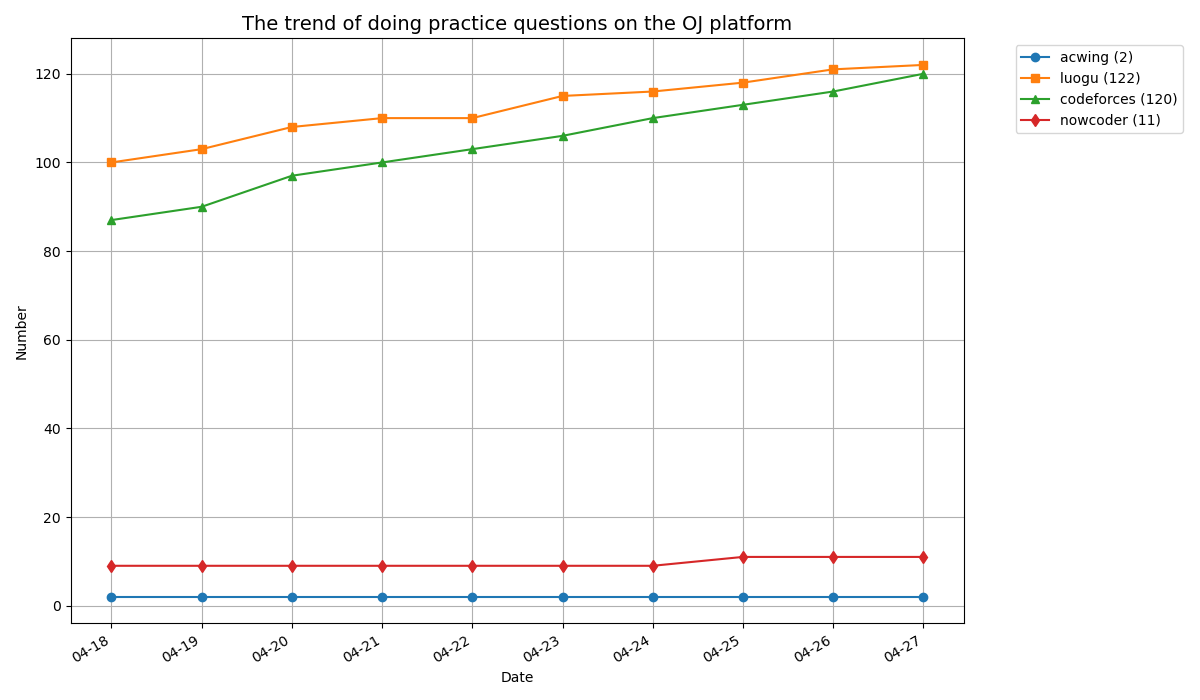 The trend of doing practice questions on the OJ platform
acwing (2)
luogu (122)
codeforces (120)
nowcoder (11)
120
100
80
60
40
20
0
Number
04-18
04-19
04-20
04-21
04-22
04-23
04-24
04-25
04-26
04-27
Date